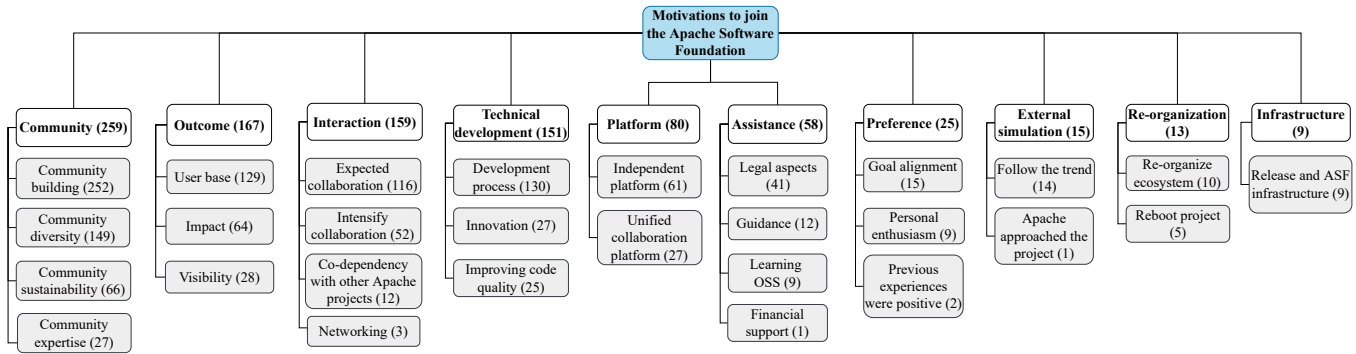 Motivations to join
the Apache Software
Foundation
Community (259)
Community
building (252)
Community
diversity (149)
Community
sustainability (66)
Community
expertise (27)
Outcome (167)
User base (129)
Impact (64)
Visibility (28)
Interaction (159)
Expected
collaboration (116)
Intensify
collaboration (52)
Co-dependency
with other Apache
projects (12)
Networking (3)
Technical
development (151)
Development
process (130)
Innovation (27)
Improving code
quality (25)
Platform (80)
Independent
platform (61)
Unified
collaboration
platform (27)
Assistance (58)
Legal aspects
(41)
Guidance (12)
Learning
OSS (9)
Financial
support (1)
Preference (25)
Goal alignment
(15)
Personal
enthusiasm (9)
Previous
experiences
were positive (2)
External
simulation (15)
Follow the trend
(14)
Apache
approached the
project (1)
Re-organization
(13)
Re-organize
ecosystem (10)
Reboot project
(5)
Infrastructure
(9)
Release and ASF
infrastructure (9)